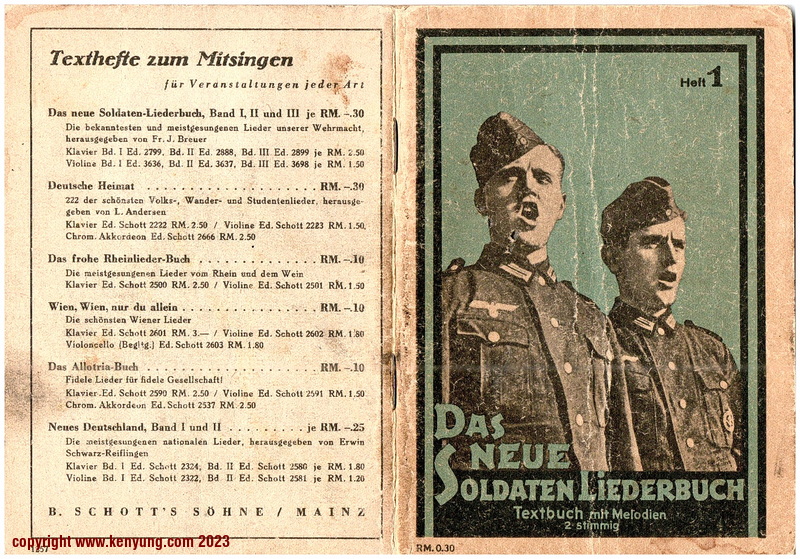 Texthefte zum Mitsingen
für Veranstaltungen jeder Art
Das neue Soldaten-Liederbuch, Band I, II und III je RM. –.30
Die bekanntesten und meistgesungenen Lieder unserer Wehrmacht,
herausgegeben von Fr. J. Breuer
Klavier Bd. I Ed. 2799, Bd. II Ed. 2888, Bd. III Ed. 2899 je RM. 2.50
Violine Bd. I Ed. 3636, Bd. II Ed. 3637, Bd. III Ed. 3698 je RM. 1.50
Deutsche Heimat . . . . . . . . . . . . . . . . . RM. –.30
222 der schönsten Volks-, Wander- und Studentenlieder, herausge-
geben von L. Andersen
Klavier Ed. Schott 2222 RM. 2.50 / Violine Ed. Schott 2223 RM. 1.50,
Chrom. Akkordeon Ed. Schott 2666 RM. 2.50
Das frohe Rheinlieder-Buch . . . . . . . . . . . . RM. –.10
Die meistgesungenen Lieder vom Rhein und dem Wein
Klavier Ed. Schott 2500 RM. 2.50 / Violine Ed. Schott 2501 RM. 1.50
Wien, Wien, nur du allein . . . . . . . . . . . . . RM. –.10
Die schönsten Wiener Lieder
Klavier Ed. Schott 2601 RM. 3.— / Violine Ed. Schott 2602 RM. 1.80
Violoncello (Begltg.) Ed. Schott 2603 RM. 1.80
Das Allotria-Buch . . . . . . . . . . . . . . . . RM. –.10
Fidele Lieder für fidele Gesellschaft!
Klavier Ed. Schott 2590 RM. 2.50 / Violine Ed. Schott 2591 RM. 1.50
Chrom. Akkordeon Ed. Schott 2537 RM. 2.50
Neues Deutschland, Band I und II . . . . . . . . . je RM. –.25
Die meistgesungenen nationalen Lieder, herausgegeben von Erwin
Schwarz-Reiflingen
Klavier Bd. I Ed. Schott 2324, Bd. II Ed. Schott 2580 je RM. 1.80
Violine Bd. I Ed. Schott 2322, Bd. II Ed. Schott 2581 je RM. 1.20
B. SCHOTT'S SÖHNE / MAINZ
copyright www.kenyung.com 2023
Heft 1
DAS
NEUE
SOLDATEN LIEDERBUCH
Textbuch mit Melodien
2 stimmig
RM. 0.30